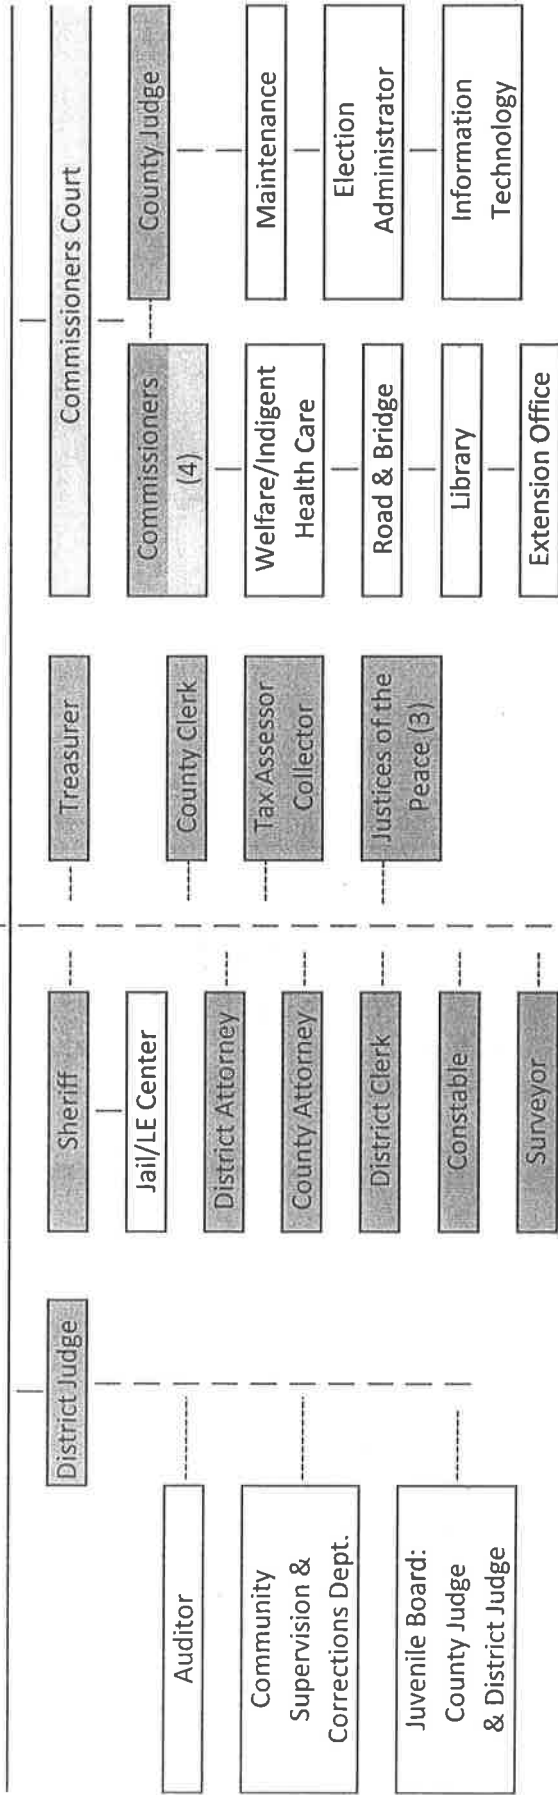 District Judge
Auditor
Community
Supervision &
Corrections Dept.
Juvenile Board:
County Judge
& District Judge
Sheriff
Jail/LE Center
District Attorney
County Attorney
District Clerk
Constable
Surveyor
Treasurer
County Clerk
Tax Assessor
Collector
Justices of the
Peace (3)
Commissioners Court
Commissioners
(4)
Welfare/Indigent
Health Care
Road & Bridge
Library
Extension Office
County Judge
Maintenance
Election
Administrator
Information
Technology